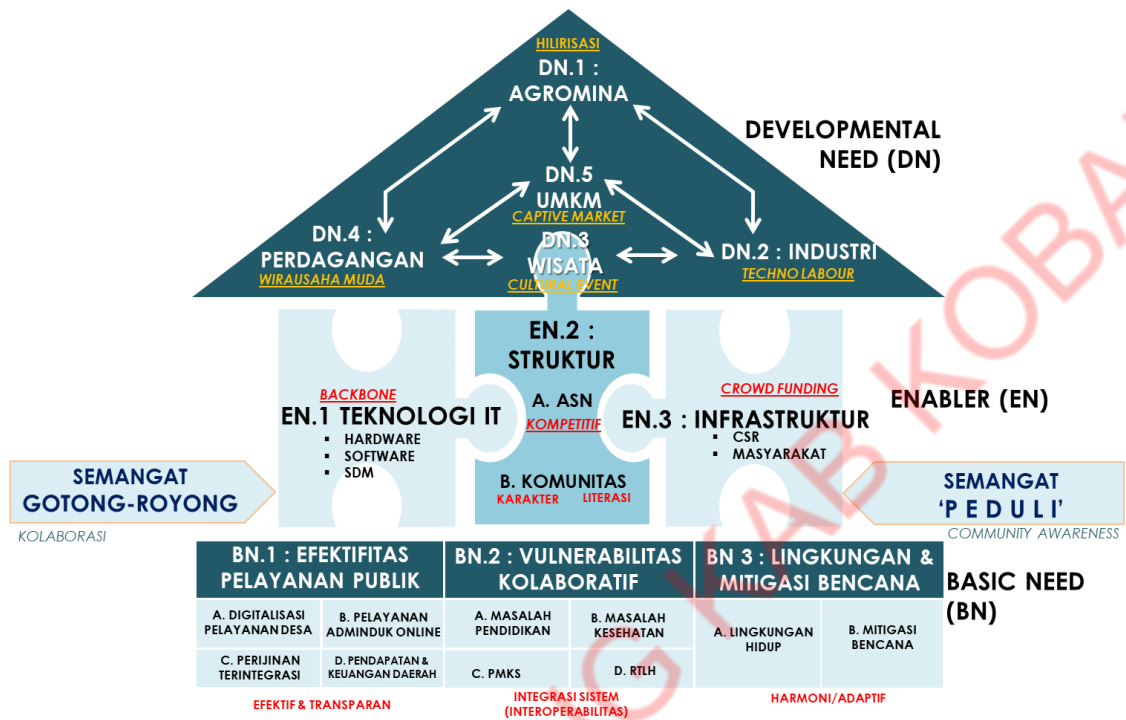 HILIRISASI
DN.1 :
AGROMINA
DEVELOPMENTAL
NEED (DN)
DN.5
UMKM
CAPTIVE MARKET
DN.4 :
PERDAGANGAN
WIRAUSAHA MUDA
DN.3
WISATA
CULTURAL EVENT
DN.2 : INDUSTRI
TECHNO LABOUR
EN.2 :
STRUKTUR
A. ASN
KOMPETITIF
B. KOMUNITAS
KARAKTER LITERASI
BACKBONE
EN.1 TEKNOLOGI IT
▪ HARDWARE
▪ SOFTWARE
▪ SDM
CROWD FUNDING
EN.3 : INFRASTRUKTUR
▪ CSR
▪ MASYARAKAT
ENABLER (EN)
SEMANGAT
GOTONG-ROYONG
KOLABORASI
SEMANGAT
'P E D U L I'
COMMUNITY AWARENESS
BN.1 : EFEKTIFITAS
PELAYANAN PUBLIK
BN.2 : VULNERABILITAS
KOLABORATIF
BN 3 : LINGKUNGAN &
MITIGASI BENCANA
BASIC NEED
(BN)
A. DIGITALISASI
PELAYANAN DESA
B. PELAYANAN
ADMINDUK ONLINE
C. PERIJINAN
TERINTEGRASI
D. PENDAPATAN &
KEUANGAN DAERAH
A. MASALAH
PENDIDIKAN
B. MASALAH
KESEHATAN
C. PMKS
D. RTLH
A. LINGKUNGAN
HIDUP
B. MITIGASI
BENCANA
EFEKTIF & TRANSPARAN
INTEGRASI SISTEM
(INTEROPERABILITAS)
HARMONI/ADAPTIF
KAB